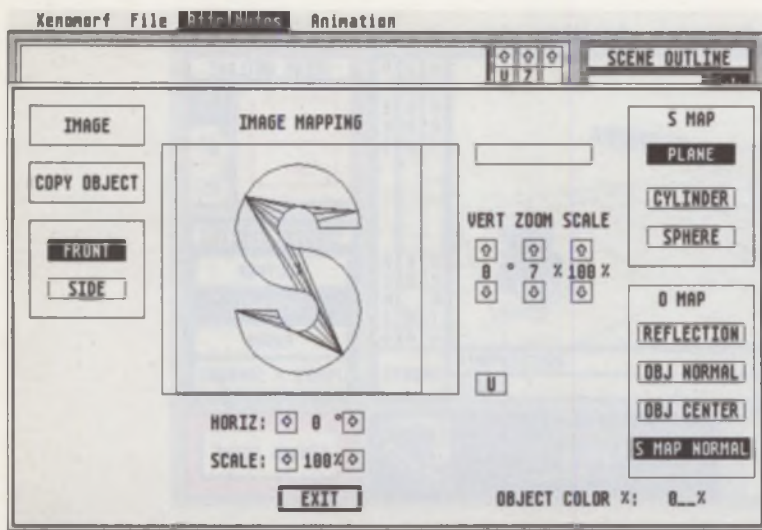 Xenomorf File Attributes Animation
U Z
SCENE OUTLINE
IMAGE
COPY OBJECT
FRONT
SIDE
IMAGE MAPPING
VERT ZOOM SCALE
0 ° 7 % 100 %
U
HORIZ: 0 °
SCALE: 100%
EXIT
S MAP
PLANE
CYLINDER
SPHERE
O MAP
REFLECTION
OBJ NORMAL
OBJ CENTER
S MAP NORMAL
OBJECT COLOR %: 0__%